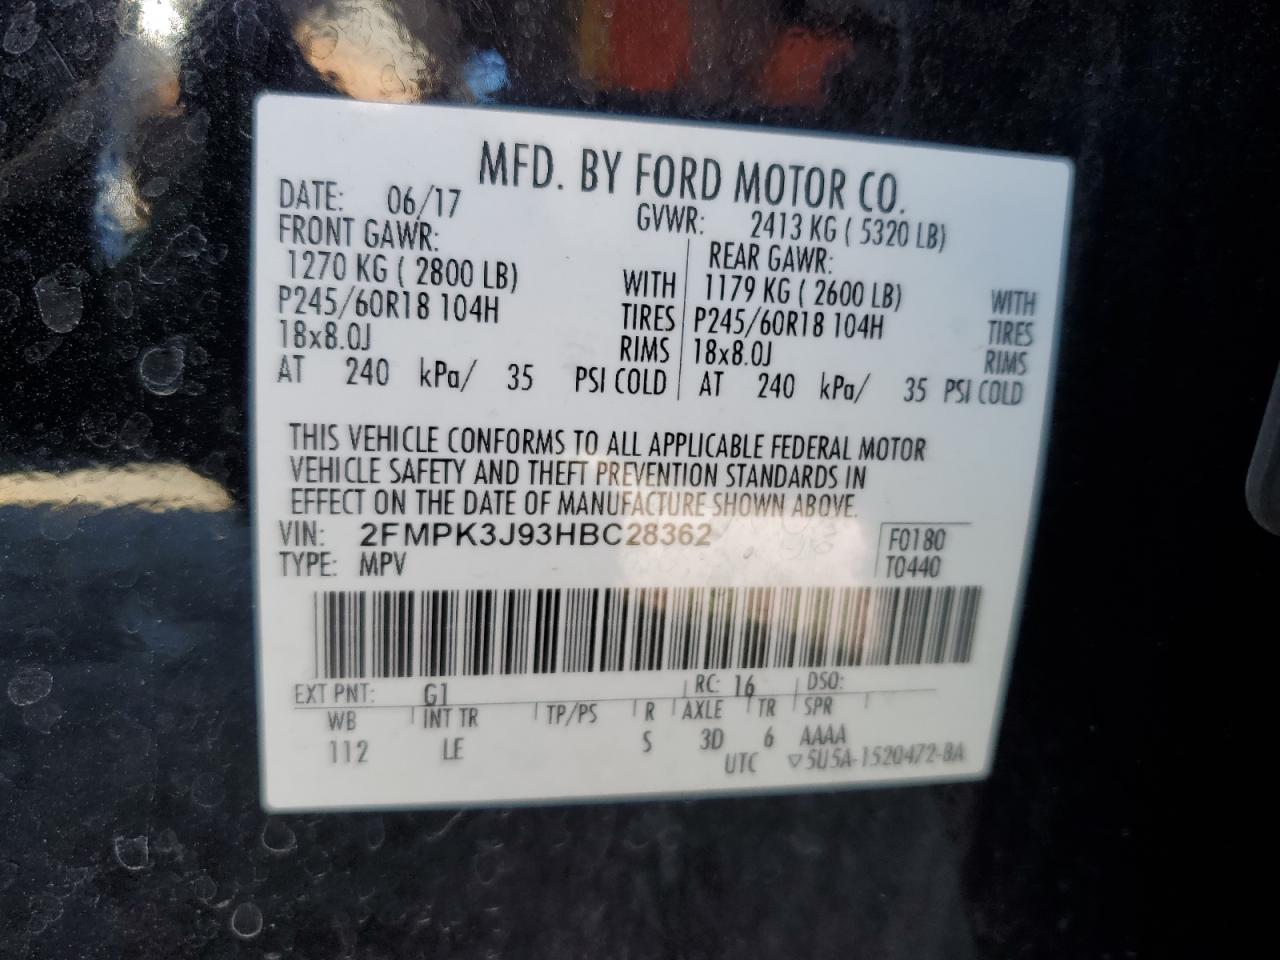 MFD. BY FORD MOTOR CO.
DATE: 06/17 GVWR: 2413 KG ( 5320 LB)
FRONT GAWR: REAR GAWR:
1270 KG ( 2800 LB) WITH 1179 KG ( 2600 LB) WITH
P245/60R18 104H TIRES P245/60R18 104H TIRES
18x8.0J RIMS 18x8.0J RIMS
AT 240 kPa/ 35 PSI COLD AT 240 kPa/ 35 PSI COLD
THIS VEHICLE CONFORMS TO ALL APPLICABLE FEDERAL MOTOR
VEHICLE SAFETY AND THEFT PREVENTION STANDARDS IN
EFFECT ON THE DATE OF MANUFACTURE SHOWN ABOVE.
VIN: 2FMPK3J93HBC28362 F0180
TYPE: MPV T0440
EXT PNT: G1 RC: 16 DSO:
WB INT TR TP/PS R AXLE TR SPR
112 LE S 3D 6 AAAA
UTC ▽5U5A-1520472-BA